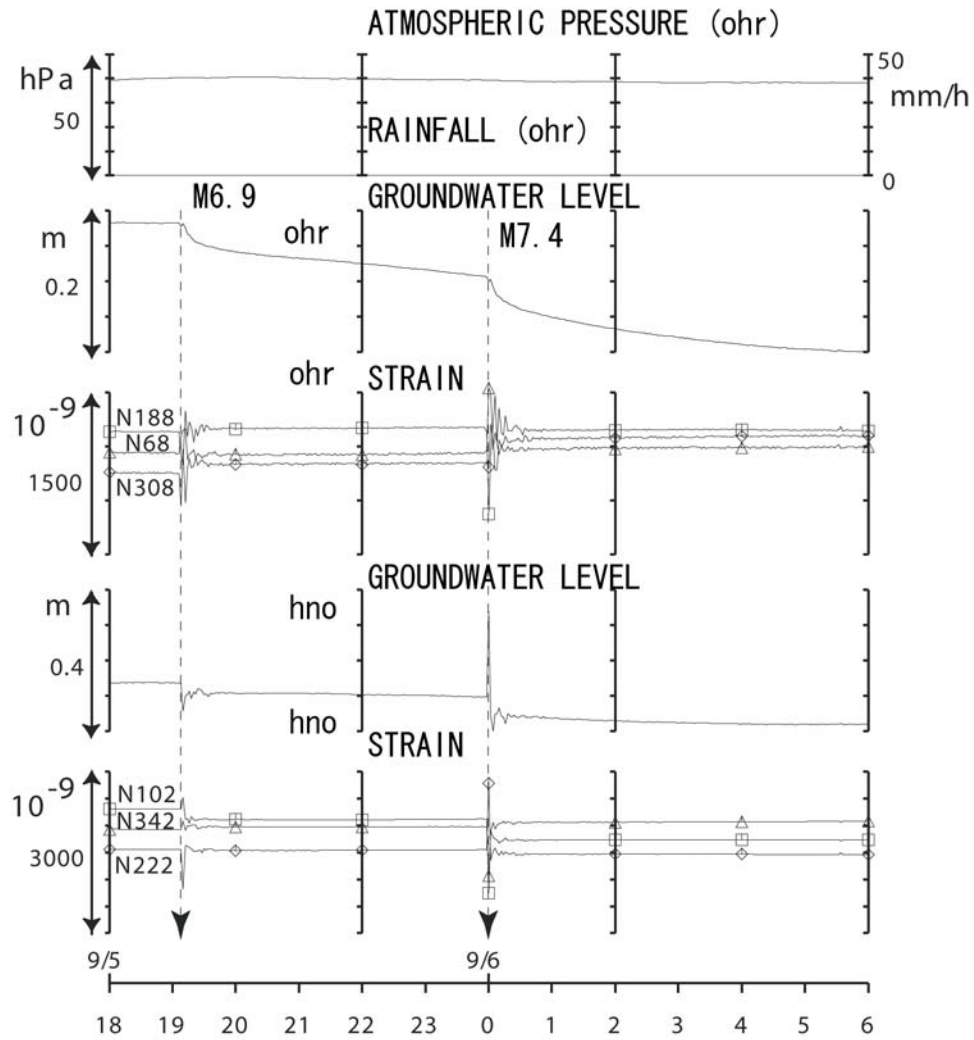 ATMOSPHERIC PRESSURE (ohr)
hPa
50
50
mm/h
RAINFALL (ohr)
0
M6.9
GROUNDWATER LEVEL
m
ohr
M7.4
0.2
ohr
STRAIN
10-9
N188
N68
1500
N308
GROUNDWATER LEVEL
m
hno
0.4
hno
STRAIN
10-9
N102
N342
3000
N222
9/5
9/6
18 19 20 21 22 23 0 1 2 3 4 5 6